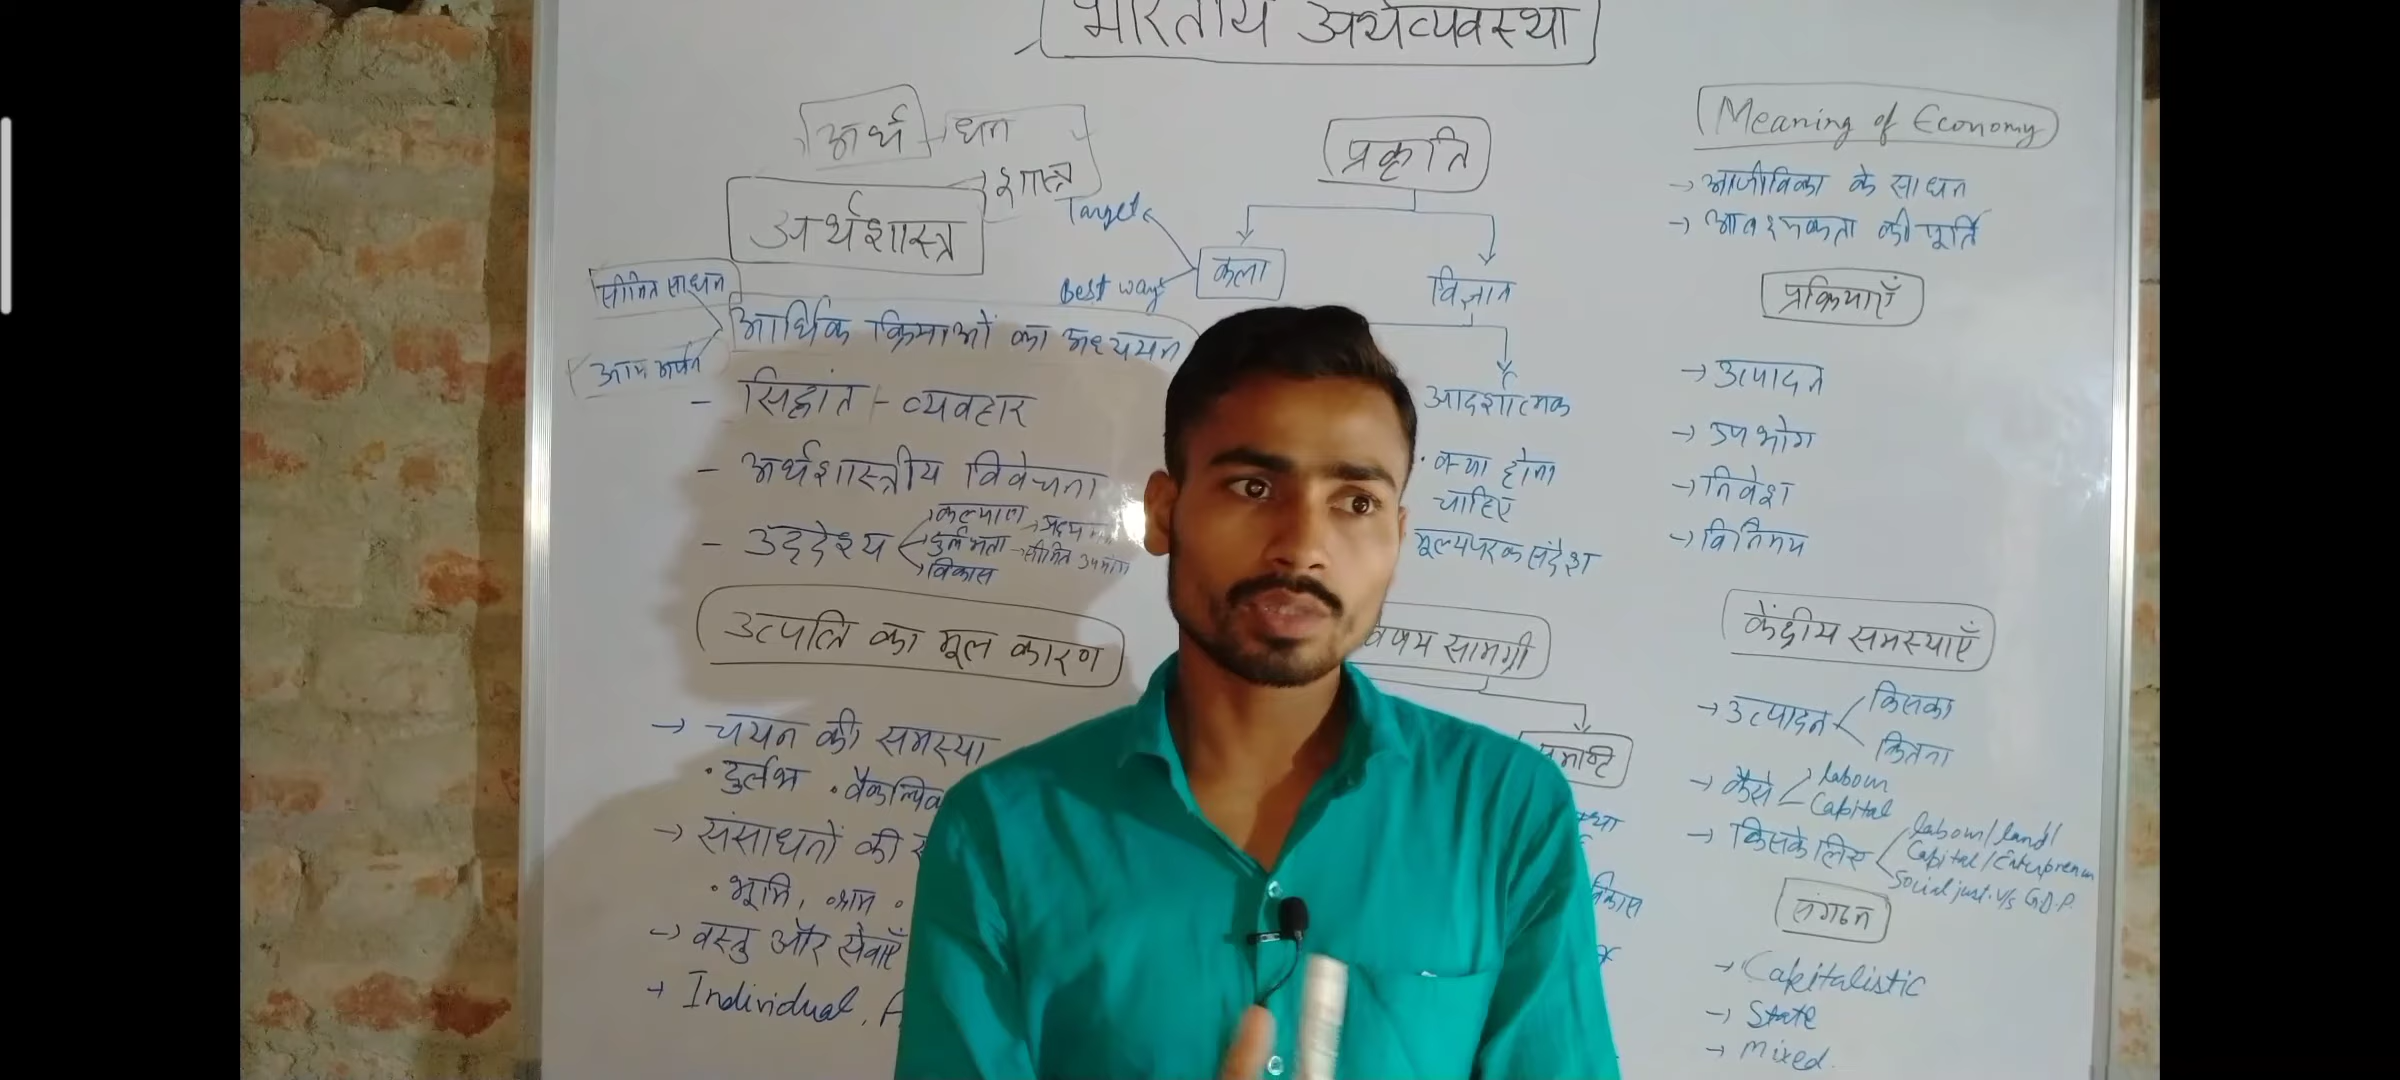 भारतीय अर्थव्यवस्था
अर्थ धन
शास्त्र
अर्थशास्त्र
सीमित साधन
आर्थिक क्रियाओं का अध्ययन
- सिद्धांत - व्यवहार
- अर्थशास्त्रीय विवेचना
- उद्देश्य
→ कल्याण
→ दुर्लभता → सीमित
→ विकास
उत्पत्ति का मूल कारण
→ चयन की समस्या
· दुर्लभ · वैकल्पिक
→ संसाधनों की
· भूमि, श्रम ·
→ वस्तु और सेवाएँ
→ Individual,
प्रकृति
Target
Best way
कला
विज्ञान
आदर्शात्मक
· क्या होना
चाहिए
मूल्यपरक संदेश
सामग्री
Meaning of Economy
→ आजीविका के साधन
→ आवश्यकता की पूर्ति
प्रक्रियाएँ
→ उत्पादन
→ उपभोग
→ निवेश
→ विनिमय
केंद्रीय समस्याएँ
→ उत्पादन किसका
कितना
→ कैसे labour
Capital
→ किसके लिए labour/land/
Capital/Enterpreneur
Social just. v/s G.D.P.
संगठन
→ Capitalistic
→ State
→ Mixed.